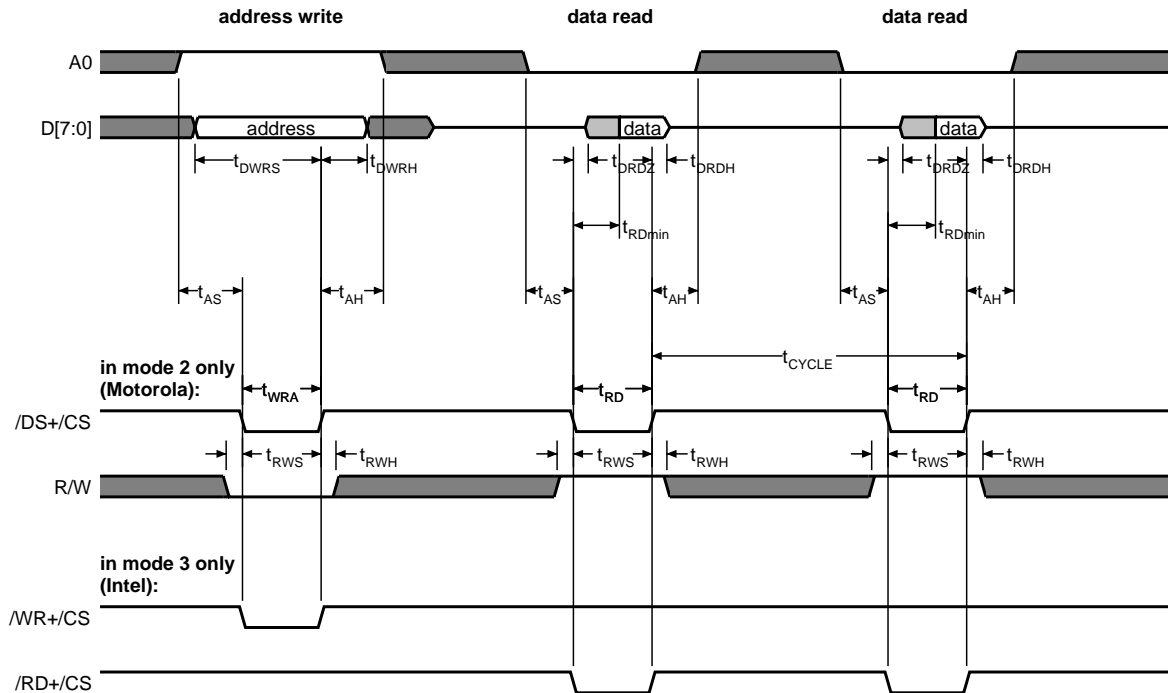 address write data read data read
A0
D[7:0] address data data
tDWRS tDWRH tDRDZ tDRDH tDRDZ tDRDH
tRDmin tRDmin
tAS tAH tAS tAH tAS tAH
in mode 2 only
(Motorola):
tCYCLE
tWRA tRD tRD
/DS+/CS
tRWS tRWH tRWS tRWH tRWS tRWH
R/W
in mode 3 only
(Intel):
/WR+/CS
/RD+/CS